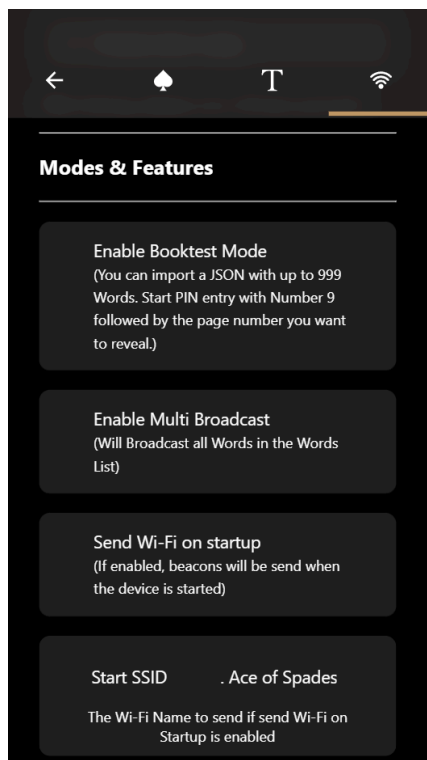 T
Modes & Features
Enable Booktest Mode
(You can import a JSON with up to 999
Words. Start PIN entry with Number 9
followed by the page number you want
to reveal.)
Enable Multi Broadcast
(Will Broadcast all Words in the Words
List)
Send Wi-Fi on startup
(If enabled, beacons will be send when
the device is started)
Start SSID . Ace of Spades
The Wi-Fi Name to send if send Wi-Fi on
Startup is enabled